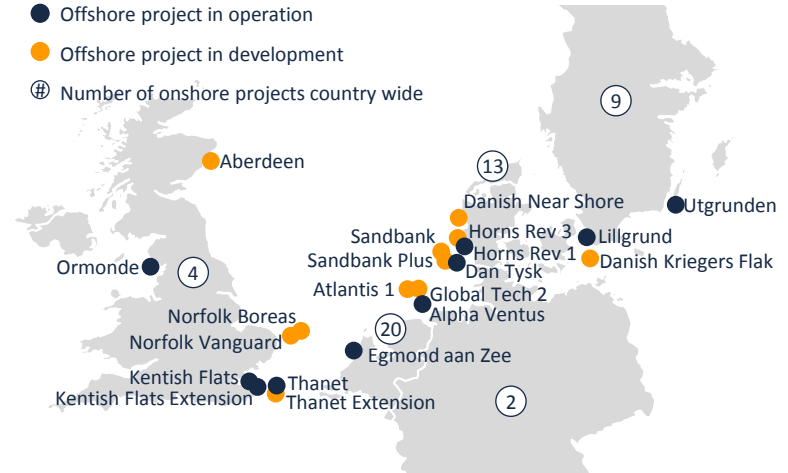 Offshore project in operation
Offshore project in development
# Number of onshore projects country wide
9
Aberdeen
13
Danish Near Shore
Utgrunden
Horns Rev 3
Sandbank
Lillgrund
Horns Rev 1
Sandbank Plus
Danish Kriegers Flak
Ormonde
4
Dan Tysk
Atlantis 1
Global Tech 2
Alpha Ventus
Norfolk Boreas
20
Norfolk Vanguard
Egmond aan Zee
Kentish Flats
Thanet
Kentish Flats Extension
Thanet Extension
2